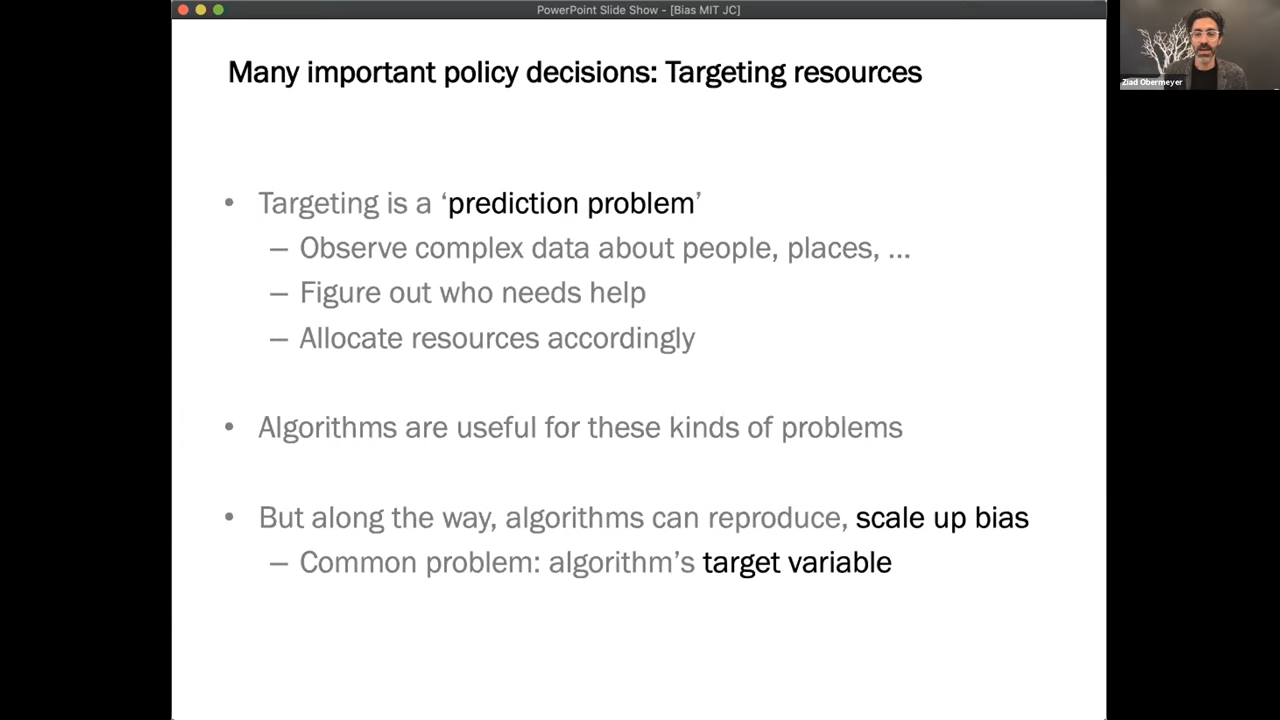 PowerPoint Slide Show - [Bias MIT JC]
Many important policy decisions: Targeting resources
• Targeting is a ‘prediction problem’
– Observe complex data about people, places, ...
– Figure out who needs help
– Allocate resources accordingly
• Algorithms are useful for these kinds of problems
• But along the way, algorithms can reproduce, scale up bias
– Common problem: algorithm’s target variable
Ziad Obermeyer